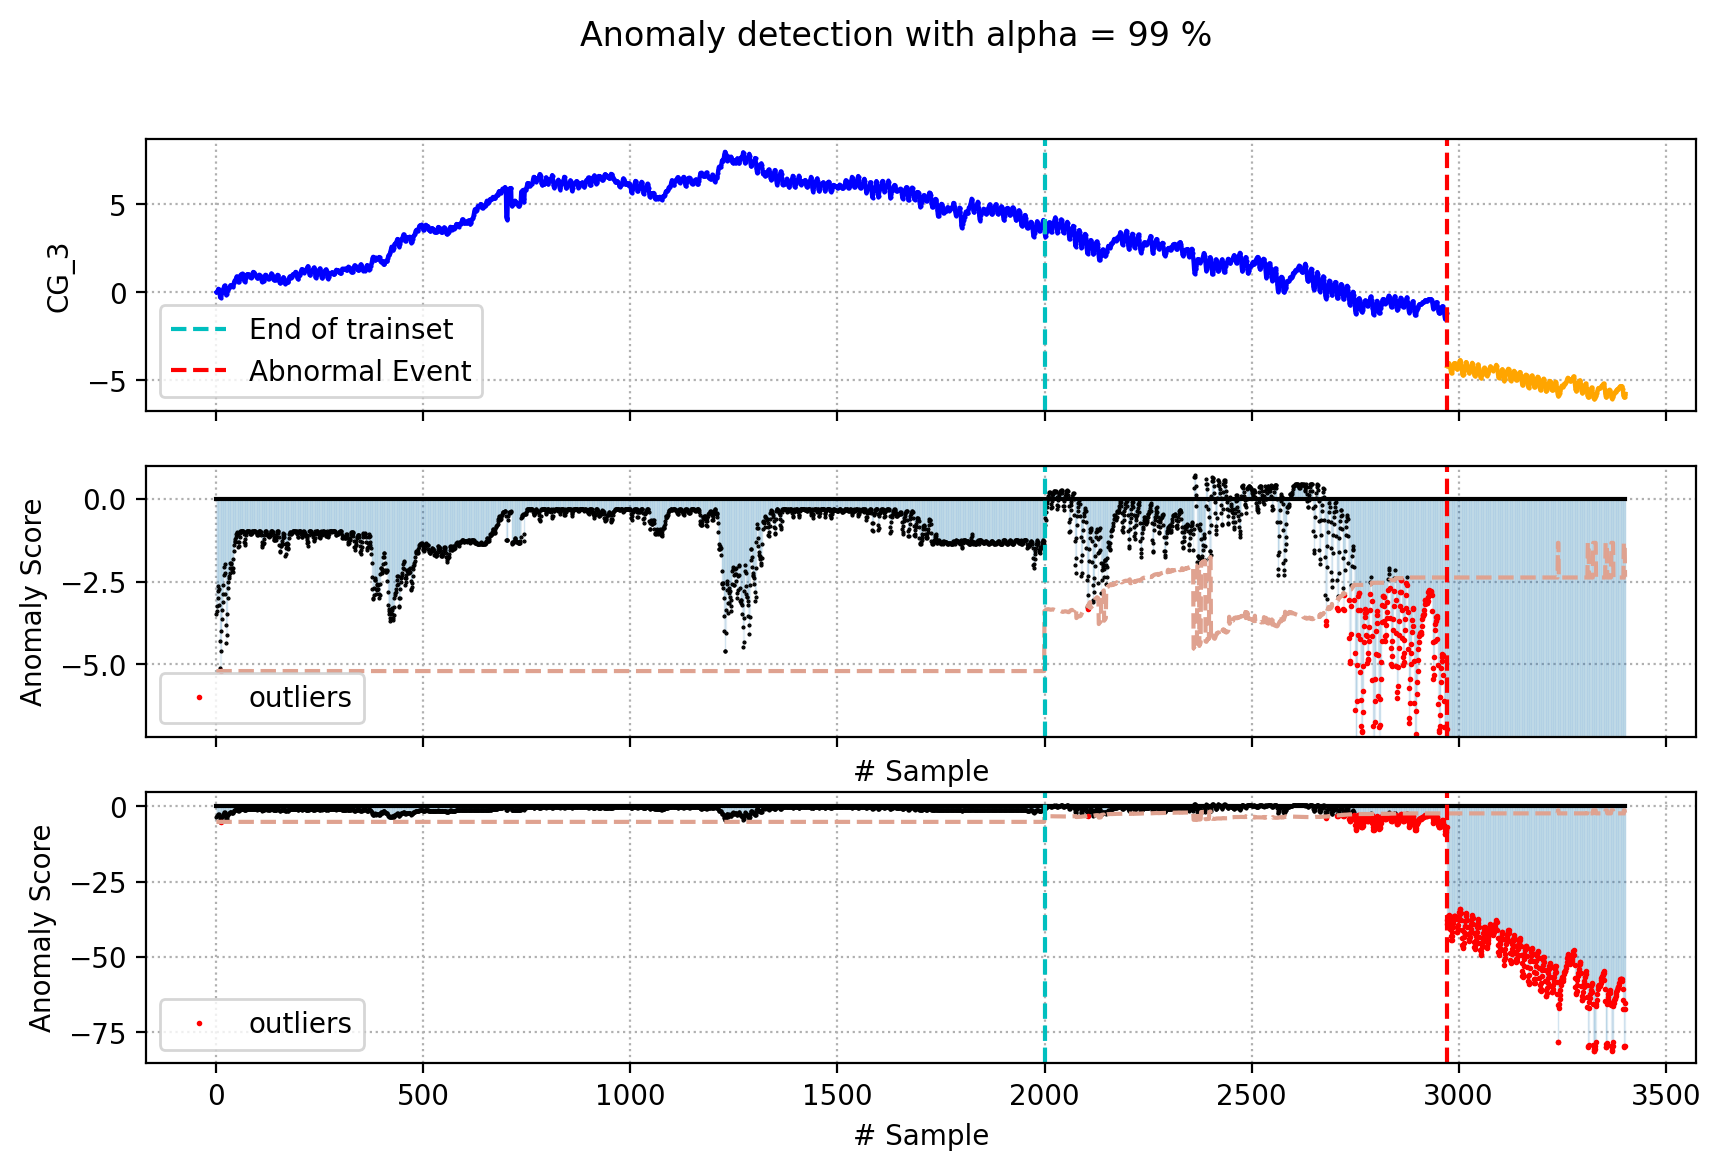 Anomaly detection with alpha = 99 %
CG_3
5
0
−5
End of trainset
Abnormal Event
Anomaly Score
0.0
−2.5
−5.0
outliers
# Sample
Anomaly Score
0
−25
−50
−75
outliers
0 500 1000 1500 2000 2500 3000 3500
# Sample